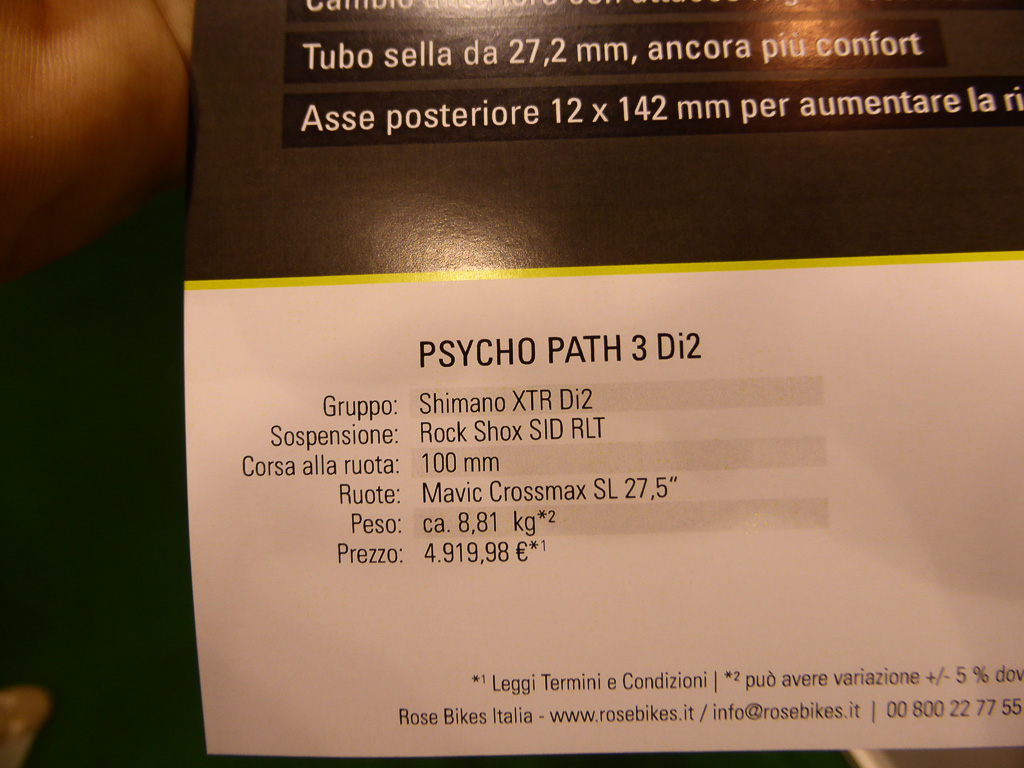 Cambio
Tubo sella da 27,2 mm, ancora più confort
Asse posteriore 12 x 142 mm per aumentare la
PSYCHO PATH 3 Di2
Gruppo: Shimano XTR Di2
Sospensione: Rock Shox SID RLT
Corsa alla ruota: 100 mm
Ruote: Mavic Crossmax SL 27,5“
Peso: ca. 8,81 kg*2
Prezzo: 4.919,98 €*1
*1 Leggi Termini e Condizioni | *2 può avere variazione +/- 5 %
Rose Bikes Italia - www.rosebikes.it / info@rosebikes.it | 00 800 22 77 55